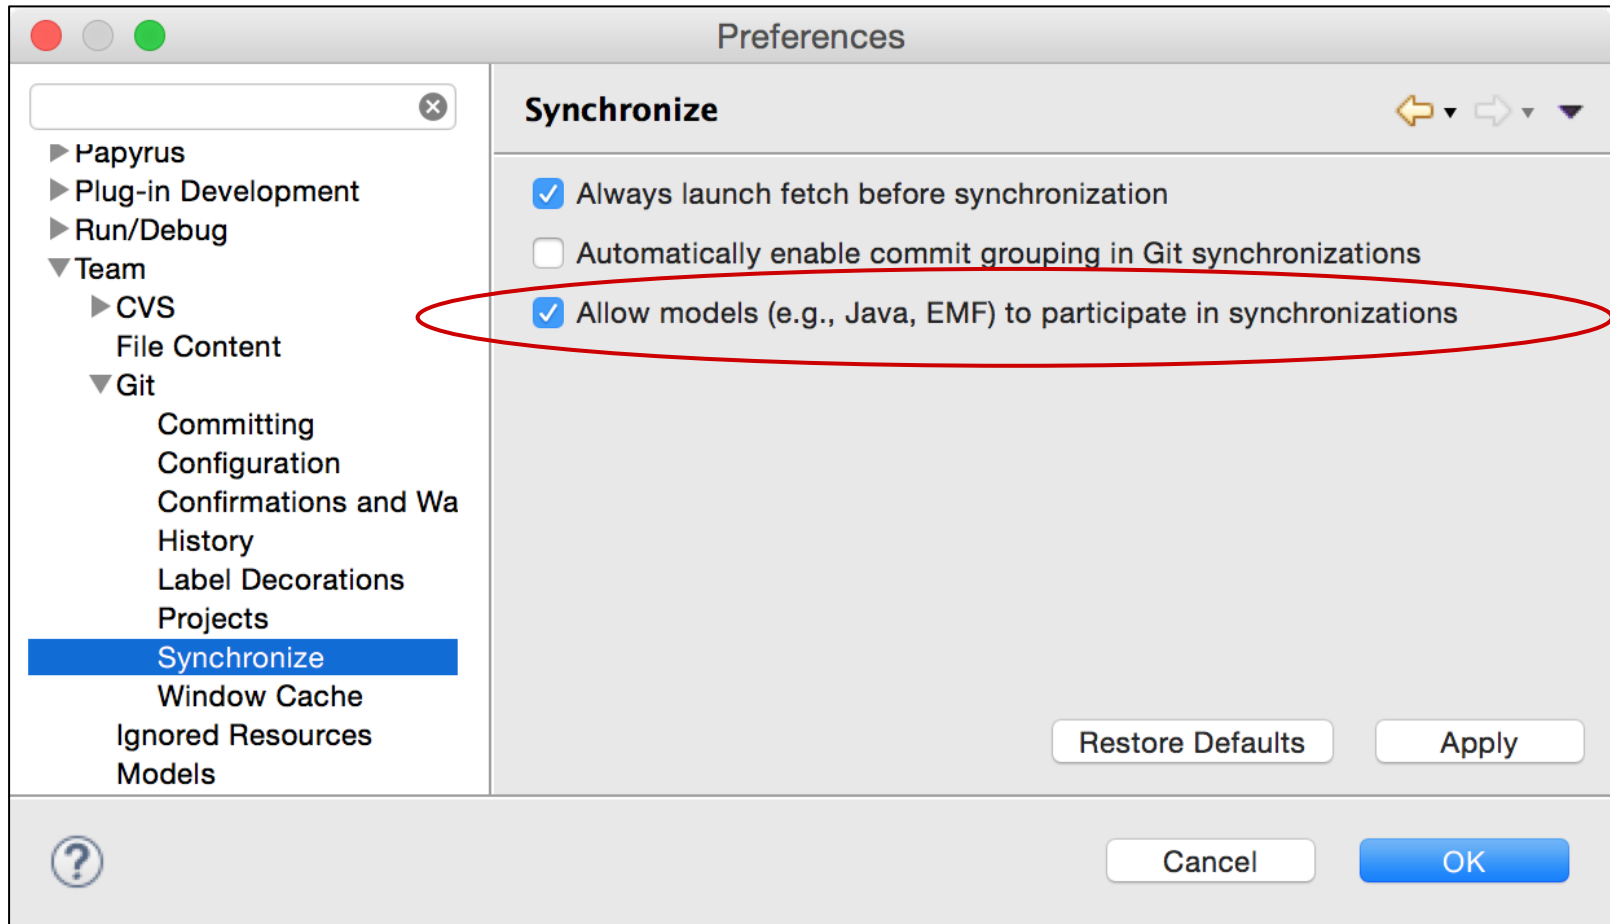 Preferences
Synchronize
Papyrus
Plug-in Development
Run/Debug
Team
CVS
File Content
Git
Committing
Configuration
Confirmations and Wa
History
Label Decorations
Projects
Synchronize
Window Cache
Ignored Resources
Models
Always launch fetch before synchronization
Automatically enable commit grouping in Git synchronizations
Allow models (e.g., Java, EMF) to participate in synchronizations
Restore Defaults
Apply
?
Cancel
OK